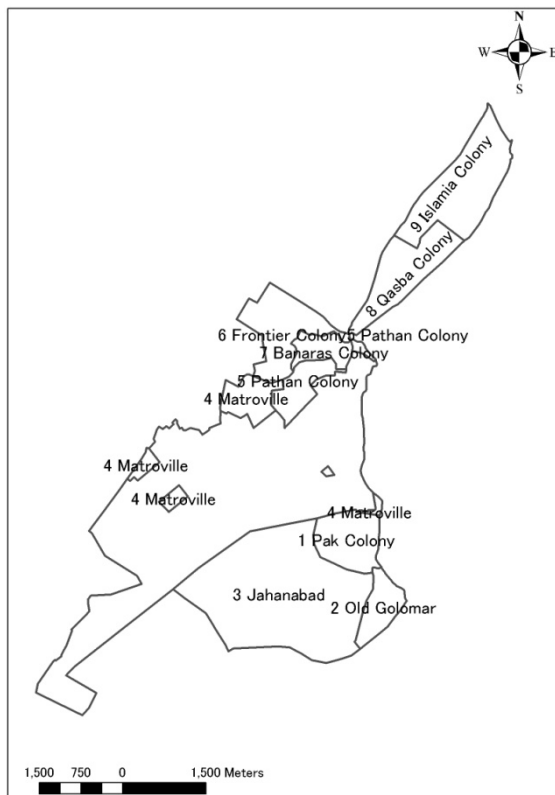 N
W E
S
9 Islamia Colony
8 Qasba Colony
6 Frontier Colony
5 Pathan Colony
7 Banaras Colony
5 Pathan Colony
4 Matroville
4 Matroville
4 Matroville
4 Matroville
1 Pak Colony
3 Jahanabad
2 Old Golomar
1,500 750 0 1,500 Meters